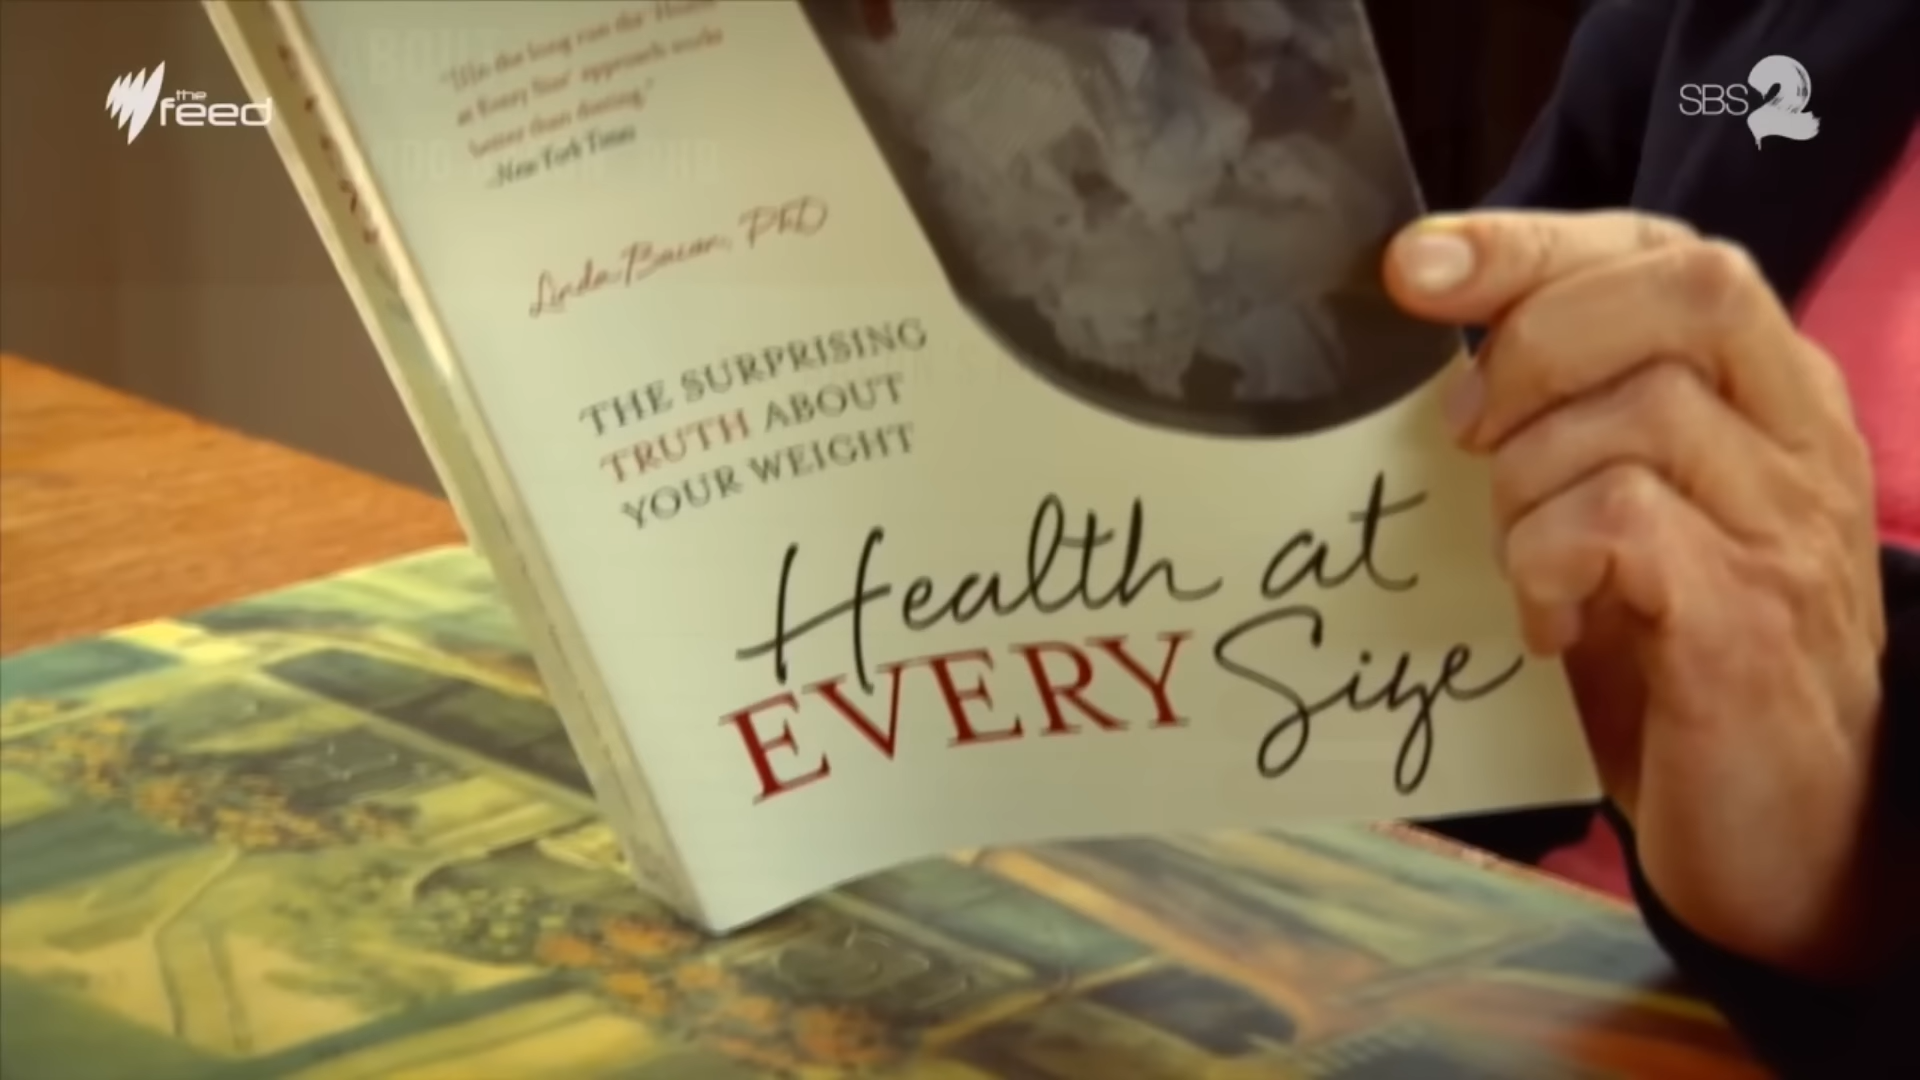 the feed
SBS 2
"In the long run the 'Health
at Every Size' approach works
better than dieting."
-New York Times
Linda Bacon, PhD
THE SURPRISING
TRUTH ABOUT
YOUR WEIGHT
Health at
EVERY Size